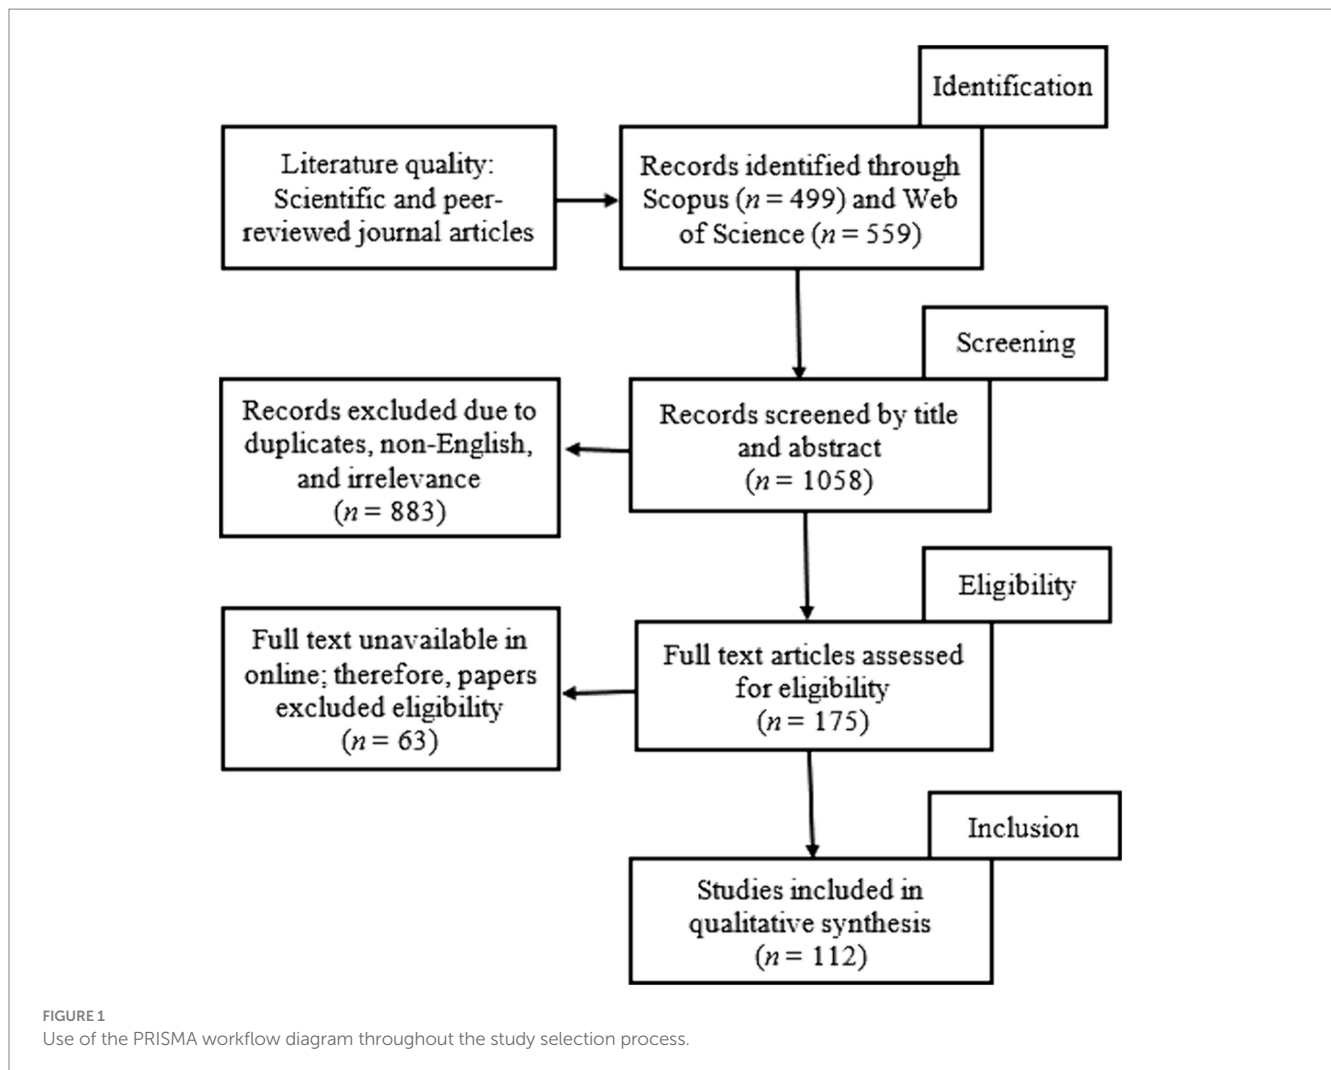 Identification
Literature quality:
Scientific and peer-
reviewed journal articles
Records identified through
Scopus (n = 499) and Web
of Science (n = 559)
Screening
Records excluded due to
duplicates, non-English,
and irrelevance
(n = 883)
Records screened by title
and abstract
(n = 1058)
Eligibility
Full text unavailable in
online; therefore, papers
excluded eligibility
(n = 63)
Full text articles assessed
for eligibility
(n = 175)
Inclusion
Studies included in
qualitative synthesis
(n = 112)
FIGURE 1
Use of the PRISMA workflow diagram throughout the study selection process.